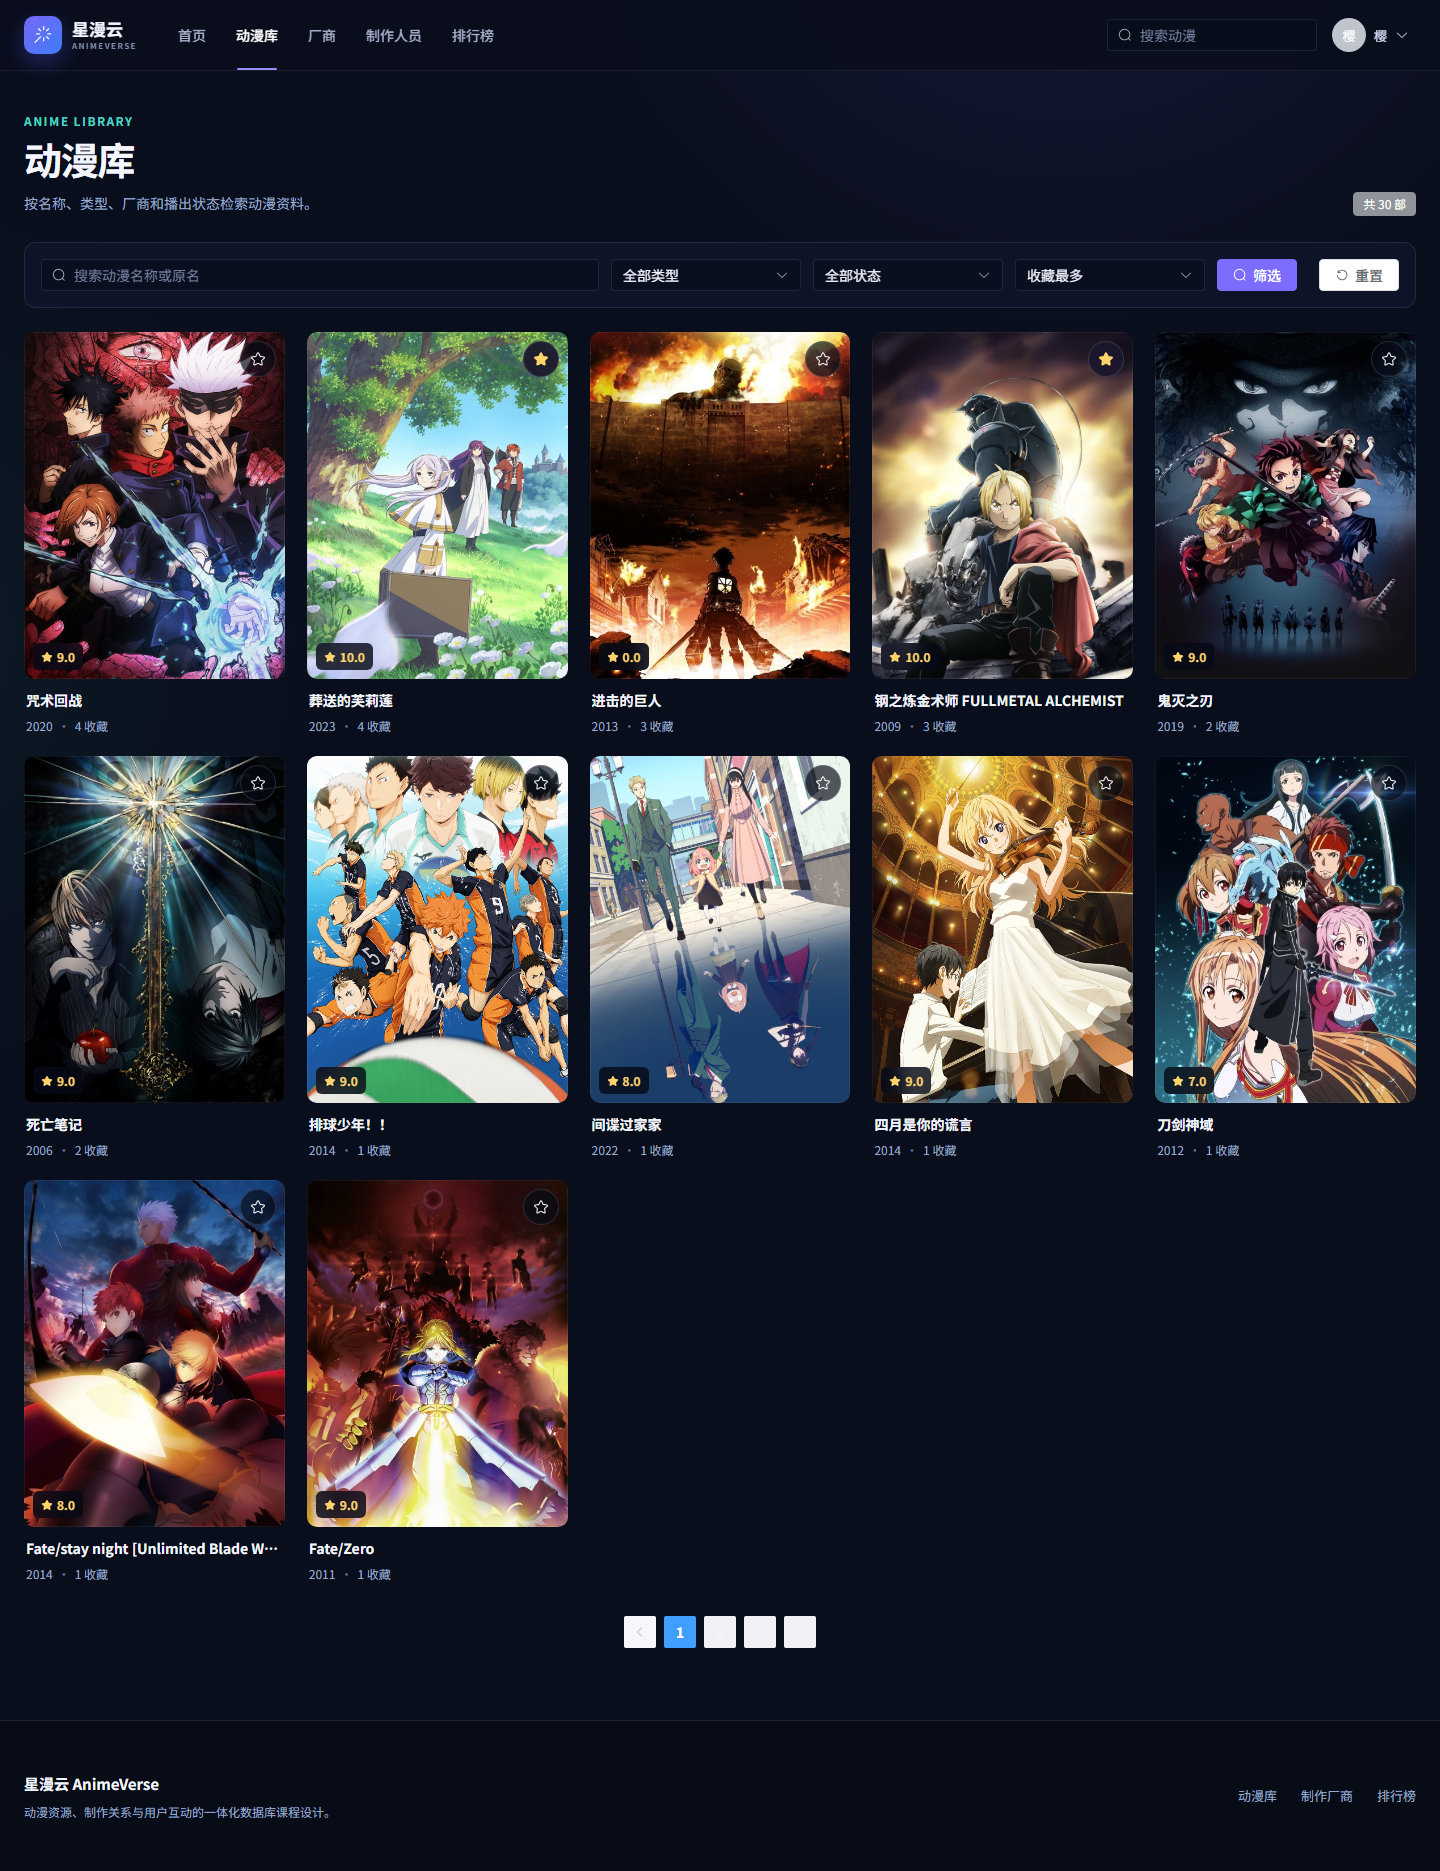 星漫云
ANIMEVERSE
首页
动漫库
厂商
制作人员
排行榜
搜索动漫
樱
樱
ANIME LIBRARY
动漫库
按名称、类型、厂商和播出状态检索动漫资料。
共 30 部
搜索动漫名称或原名
全部类型
全部状态
收藏最多
筛选
重置
9.0
10.0
0.0
10.0
9.0
咒术回战
葬送的芙莉莲
进击的巨人
钢之炼金术师 FULLMETAL ALCHEMIST
鬼灭之刃
2020 • 4 收藏
2023 • 4 收藏
2013 • 3 收藏
2009 • 3 收藏
2019 • 2 收藏
9
5
9.0
9.0
8.0
9.0
7.0
死亡笔记
排球少年！！
间谍过家家
四月是你的谎言
刀剑神域
2006 • 2 收藏
2014 • 1 收藏
2022 • 1 收藏
2014 • 1 收藏
2012 • 1 收藏
8.0
9.0
Fate/stay night [Unlimited Blade W…
Fate/Zero
2014 • 1 收藏
2011 • 1 收藏
1
星漫云 AnimeVerse
动漫资源、制作关系与用户互动的一体化数据库课程设计。
动漫库
制作厂商
排行榜